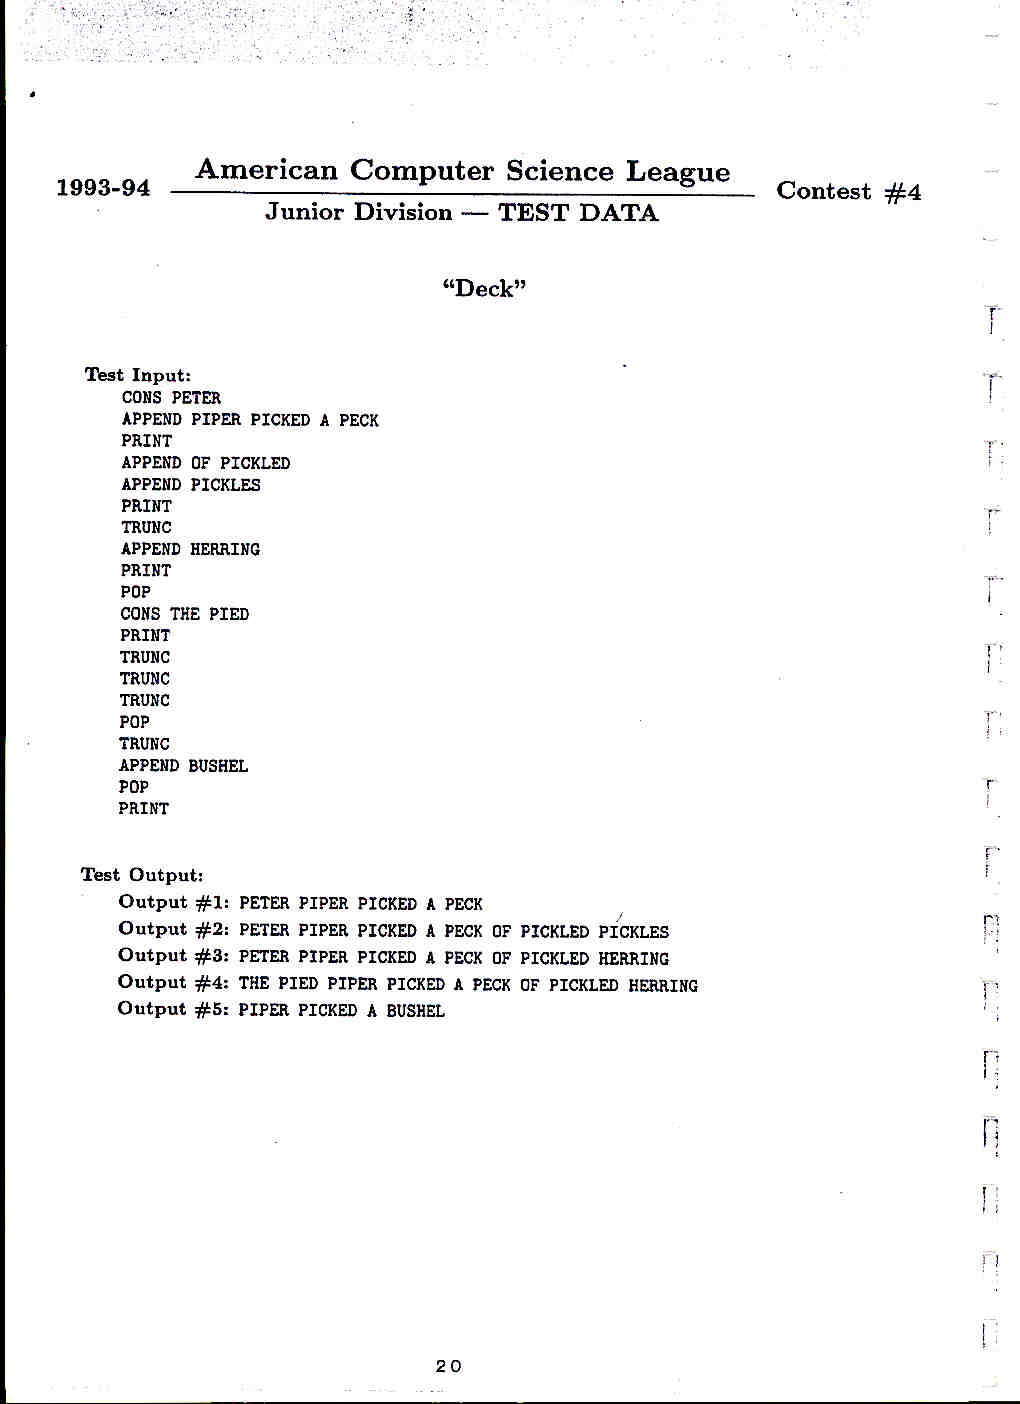 American Computer Science League
1993-94 Contest #4
Junior Division — TEST DATA
“Deck”
Test Input:
CONS PETER
APPEND PIPER PICKED A PECK
PRINT
APPEND OF PICKLED
APPEND PICKLES
PRINT
TRUNC
APPEND HERRING
PRINT
POP
CONS THE PIED
PRINT
TRUNC
TRUNC
TRUNC
POP
TRUNC
APPEND BUSHEL
POP
PRINT
Test Output:
Output #1: PETER PIPER PICKED A PECK
Output #2: PETER PIPER PICKED A PECK OF PICKLED PICKLES
Output #3: PETER PIPER PICKED A PECK OF PICKLED HERRING
Output #4: THE PIED PIPER PICKED A PECK OF PICKLED HERRING
Output #5: PIPER PICKED A BUSHEL
20